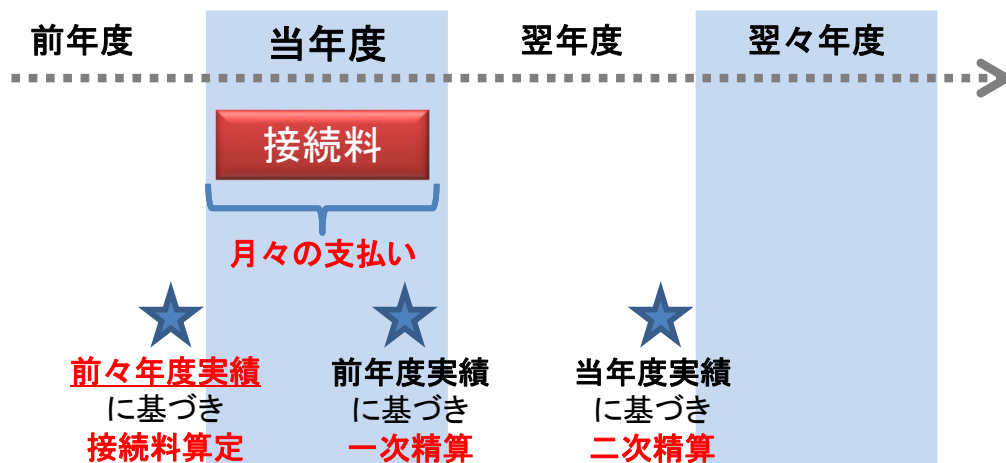 前年度
当年度
翌年度
翌々年度
接続料
月々の支払い
前々年度実績
に基づき
接続料算定
前年度実績
に基づき
一次精算
当年度実績
に基づき
二次精算